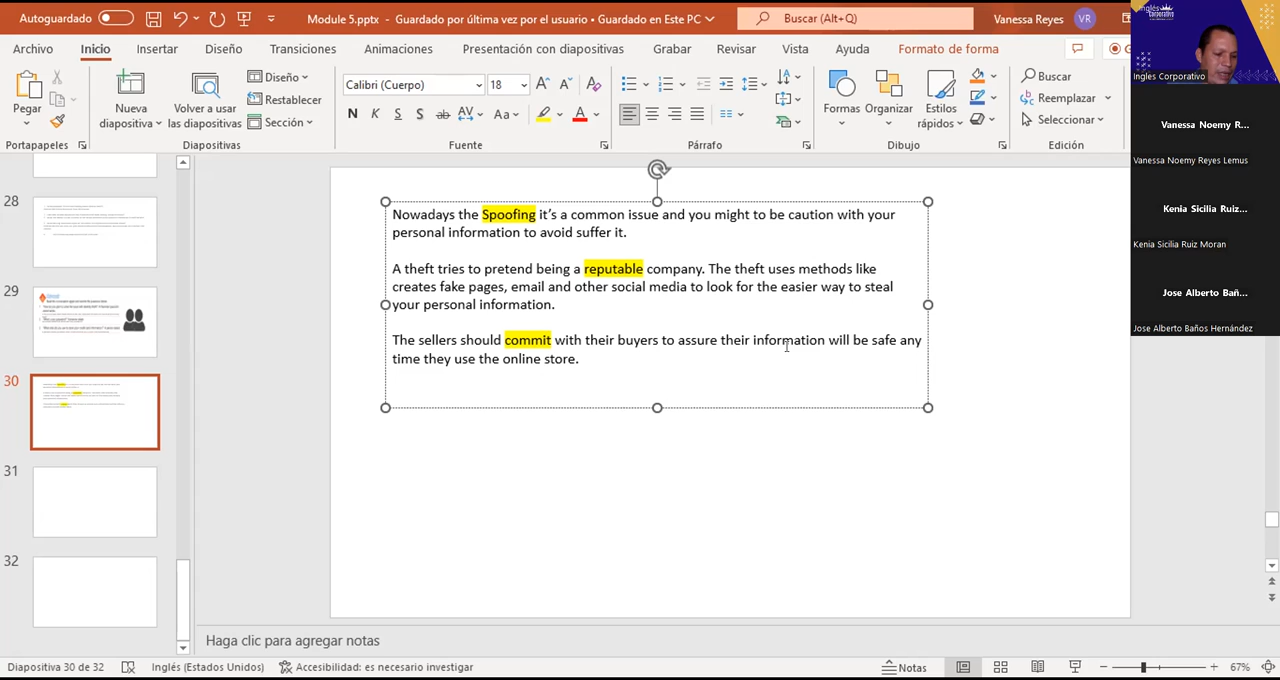 Autoguardado
Module 5.pptx - Guardado por última vez por el usuario • Guardado en Este PC
Buscar (Alt+Q)
Vanessa Reyes
VR
Archivo Inicio Insertar Diseño Transiciones Animaciones Presentación con diapositivas Grabar Revisar Vista Ayuda Formato de forma
Pegar
Nueva diapositiva
Volver a usar las diapositivas
Diseño
Restablecer
Sección
Calibri (Cuerpo) 18
N K S S ab AV Aa A
Formas Organizar Estilos rápidos
Buscar
Reemplazar
Seleccionar
Portapapeles Diapositivas Fuente Párrafo Dibujo Edición
Inglés Corporativo
Vanessa Noemy R...
Vanessa Noemy Reyes Lemus
Kenia Sicilia Ruiz...
Kenia Sicilia Ruiz Moran
Jose Alberto Bañ...
Jose Alberto Baños Hernández
28
29
30
31
32
Nowadays the Spoofing it's a common issue and you might to be caution with your
personal information to avoid suffer it.
A theft tries to pretend being a reputable company. The theft uses methods like
creates fake pages, email and other social media to look for the easier way to steal
your personal information.
The sellers should commit with their buyers to assure their information will be safe any
time they use the online store.
Haga clic para agregar notas
Diapositiva 30 de 32 Inglés (Estados Unidos) Accesibilidad: es necesario investigar Notas 67%